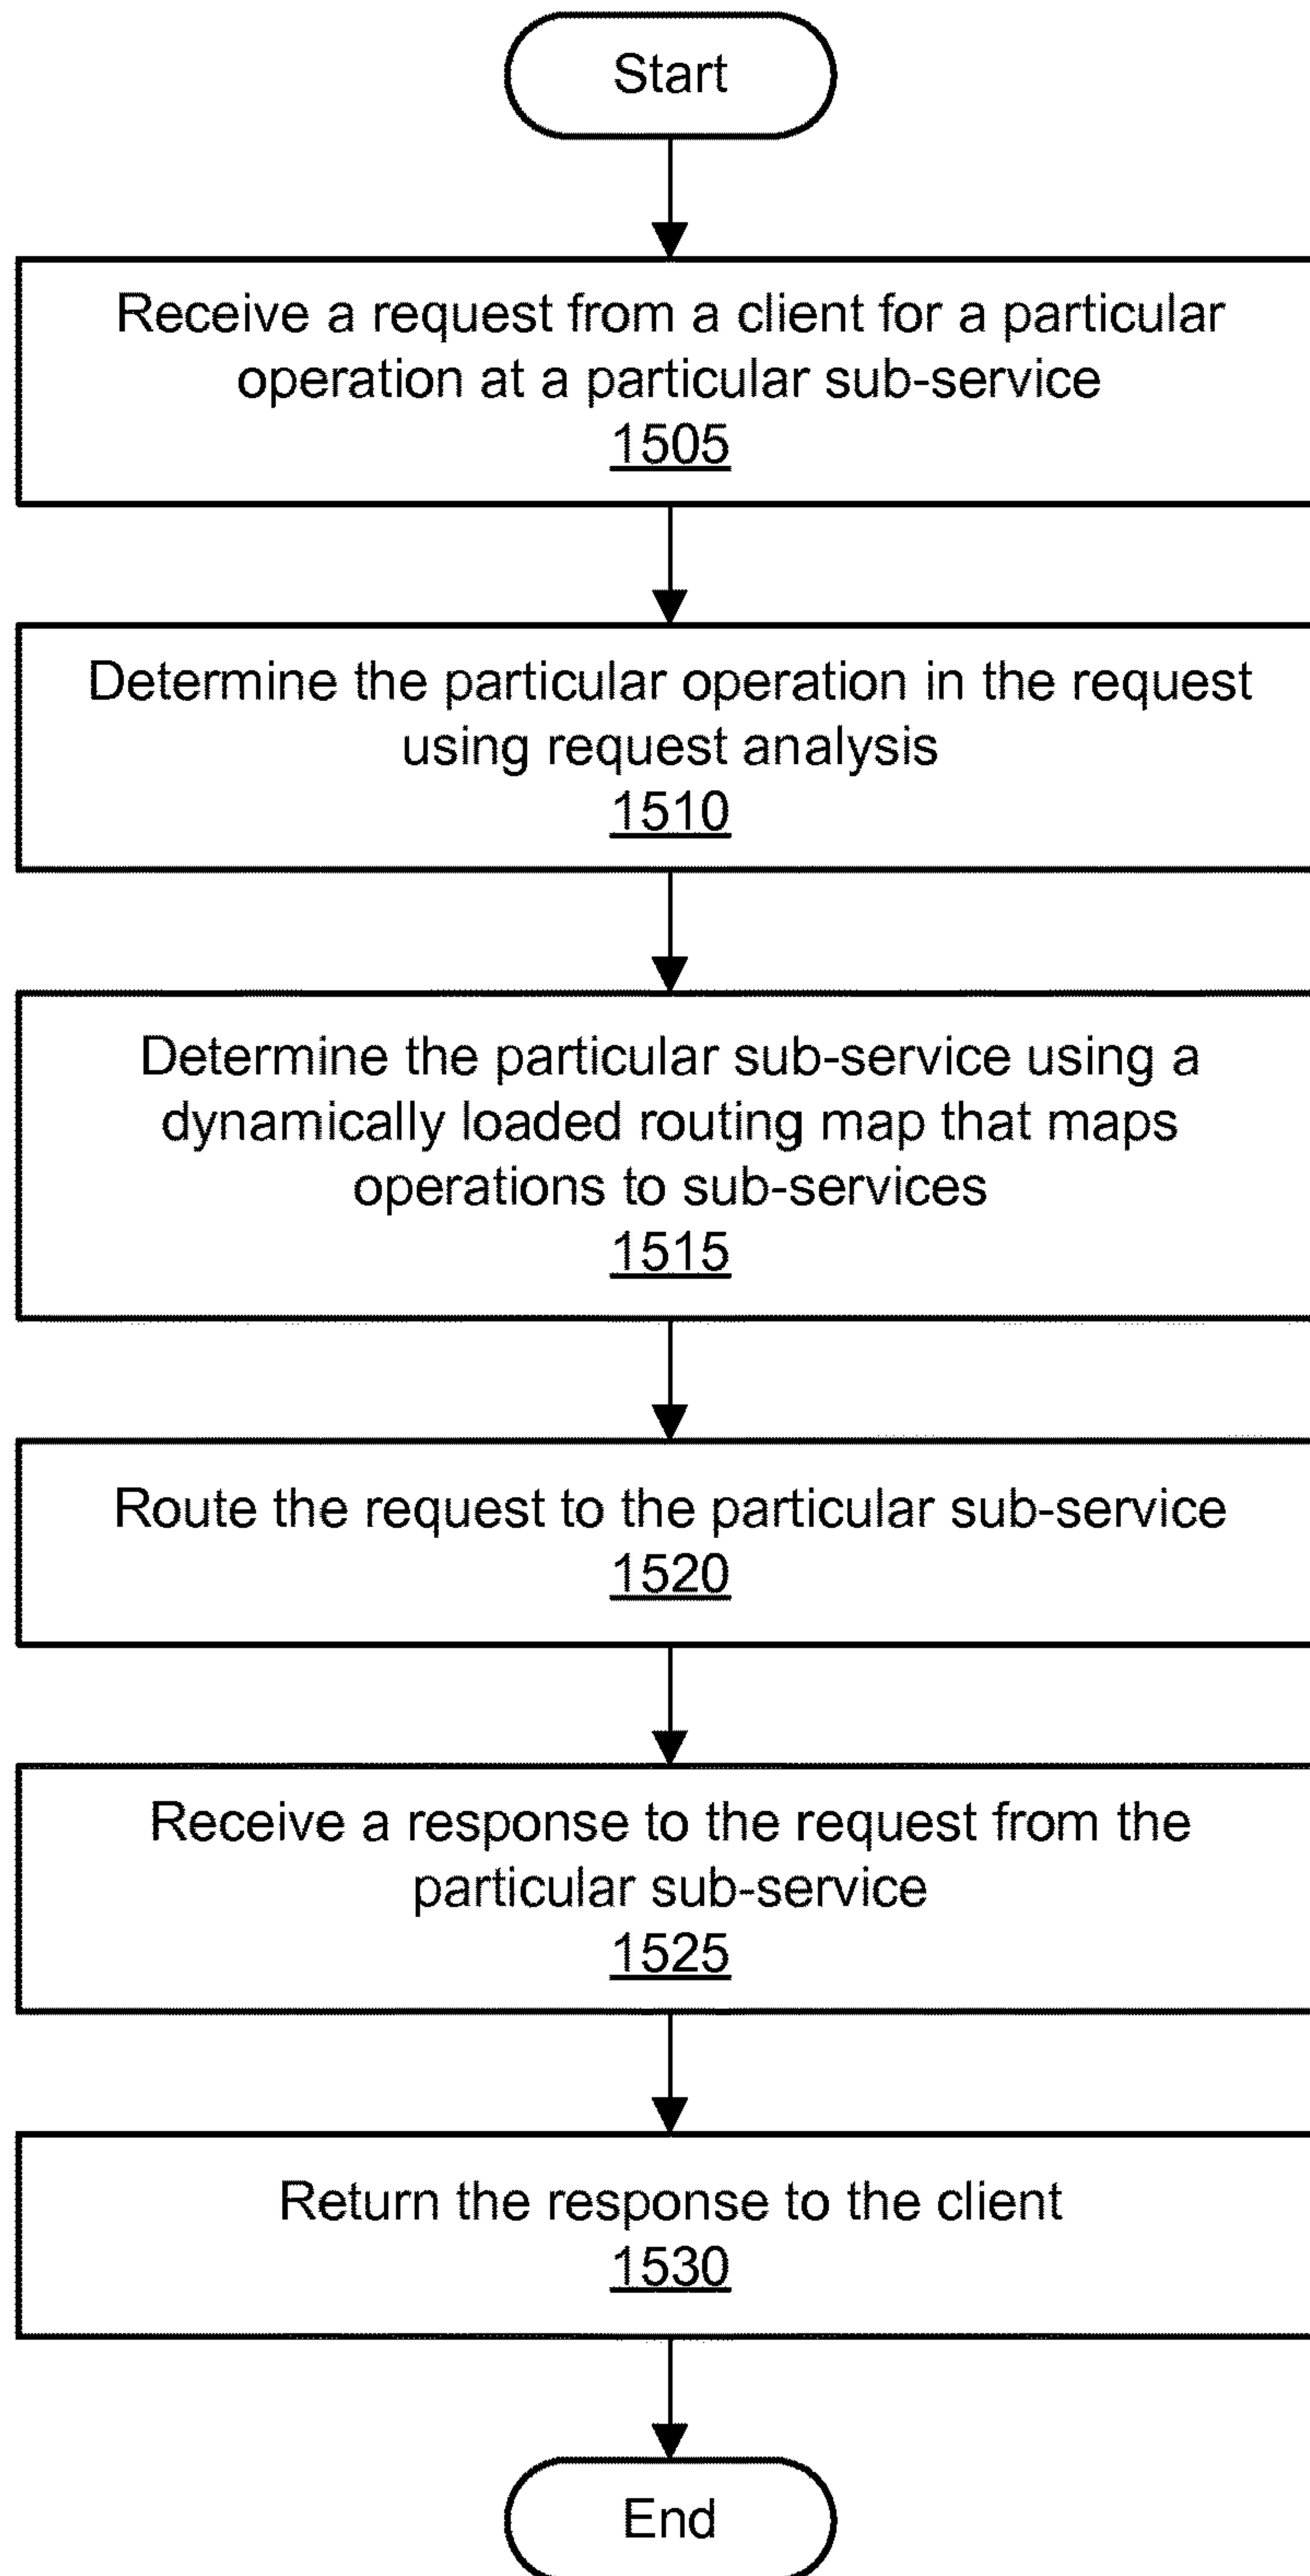 Start
Receive a request from a client for a particular
operation at a particular sub-service
1505
Determine the particular operation in the request
using request analysis
1510
Determine the particular sub-service using a
dynamically loaded routing map that maps
operations to sub-services
1515
Route the request to the particular sub-service
1520
Receive a response to the request from the
particular sub-service
1525
Return the response to the client
1530
End